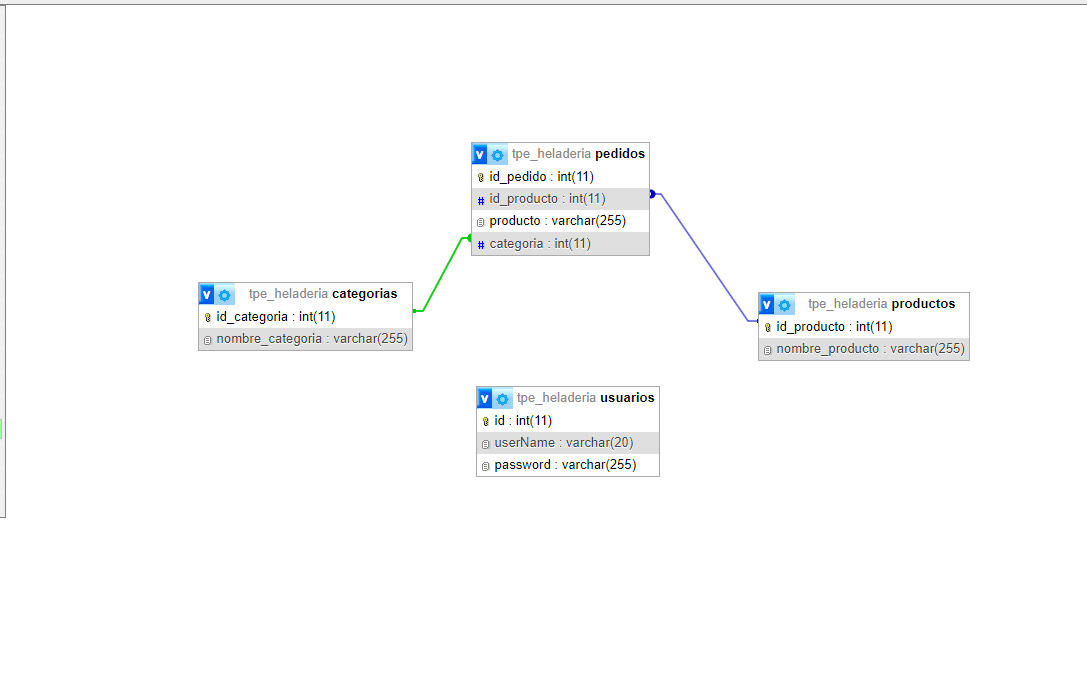 v tpe_heladeria pedidos
id_pedido : int(11)
# id_producto : int(11)
producto : varchar(255)
# categoria : int(11)
v tpe_heladeria categorias
id_categoria : int(11)
nombre_categoria : varchar(255)
v tpe_heladeria productos
id_producto : int(11)
nombre_producto : varchar(255)
v tpe_heladeria usuarios
id : int(11)
userName : varchar(20)
password : varchar(255)